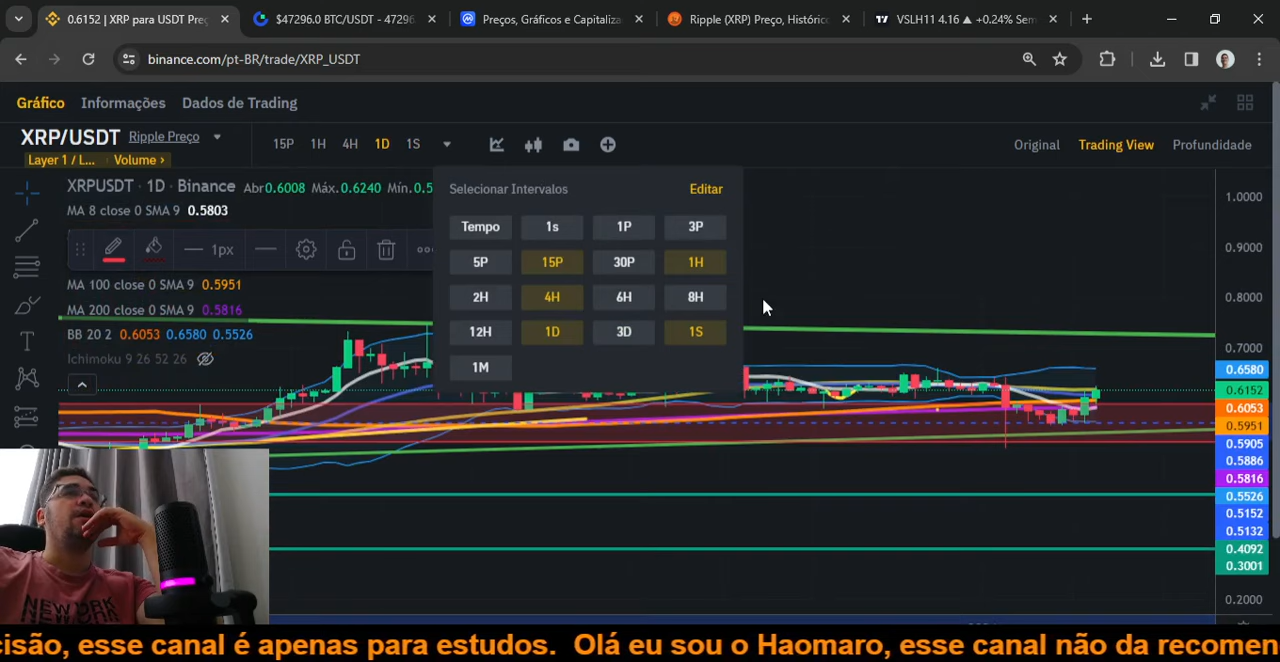 0.6152 | XRP para USDT Preç
$47296.0 BTC/USDT - 47296
Preços, Gráficos e Capitaliza
Ripple (XRP) Preço, Histórico
VSLH11 4.16 ▲ +0.24% Sem
binance.com/pt-BR/trade/XRP_USDT
Gráfico Informações Dados de Trading
XRP/USDT Ripple Preço
15P 1H 4H 1D 1S
Original Trading View Profundidade
Layer 1 / L... Volume ›
XRPUSDT · 1D · Binance Abr0.6008 Máx.0.6240 Mín.0.5
MA 8 close 0 SMA 9 0.5803
1px
MA 100 close 0 SMA 9 0.5951
MA 200 close 0 SMA 9 0.5816
BB 20 2 0.6053 0.6580 0.5526
Ichimoku 9 26 52 26
Selecionar Intervalos Editar
Tempo 1s 1P 3P
5P 15P 30P 1H
2H 4H 6H 8H
12H 1D 3D 1S
1M
1.0000
0.9000
0.8000
0.7000
0.6580
0.6152
0.6053
0.5951
0.5905
0.5886
0.5816
0.5526
0.5152
0.5132
0.4092
0.3001
0.2000
NEW YORK
cisão, esse canal é apenas para estudos. Olá eu sou o Haomaro, esse canal não da recomen